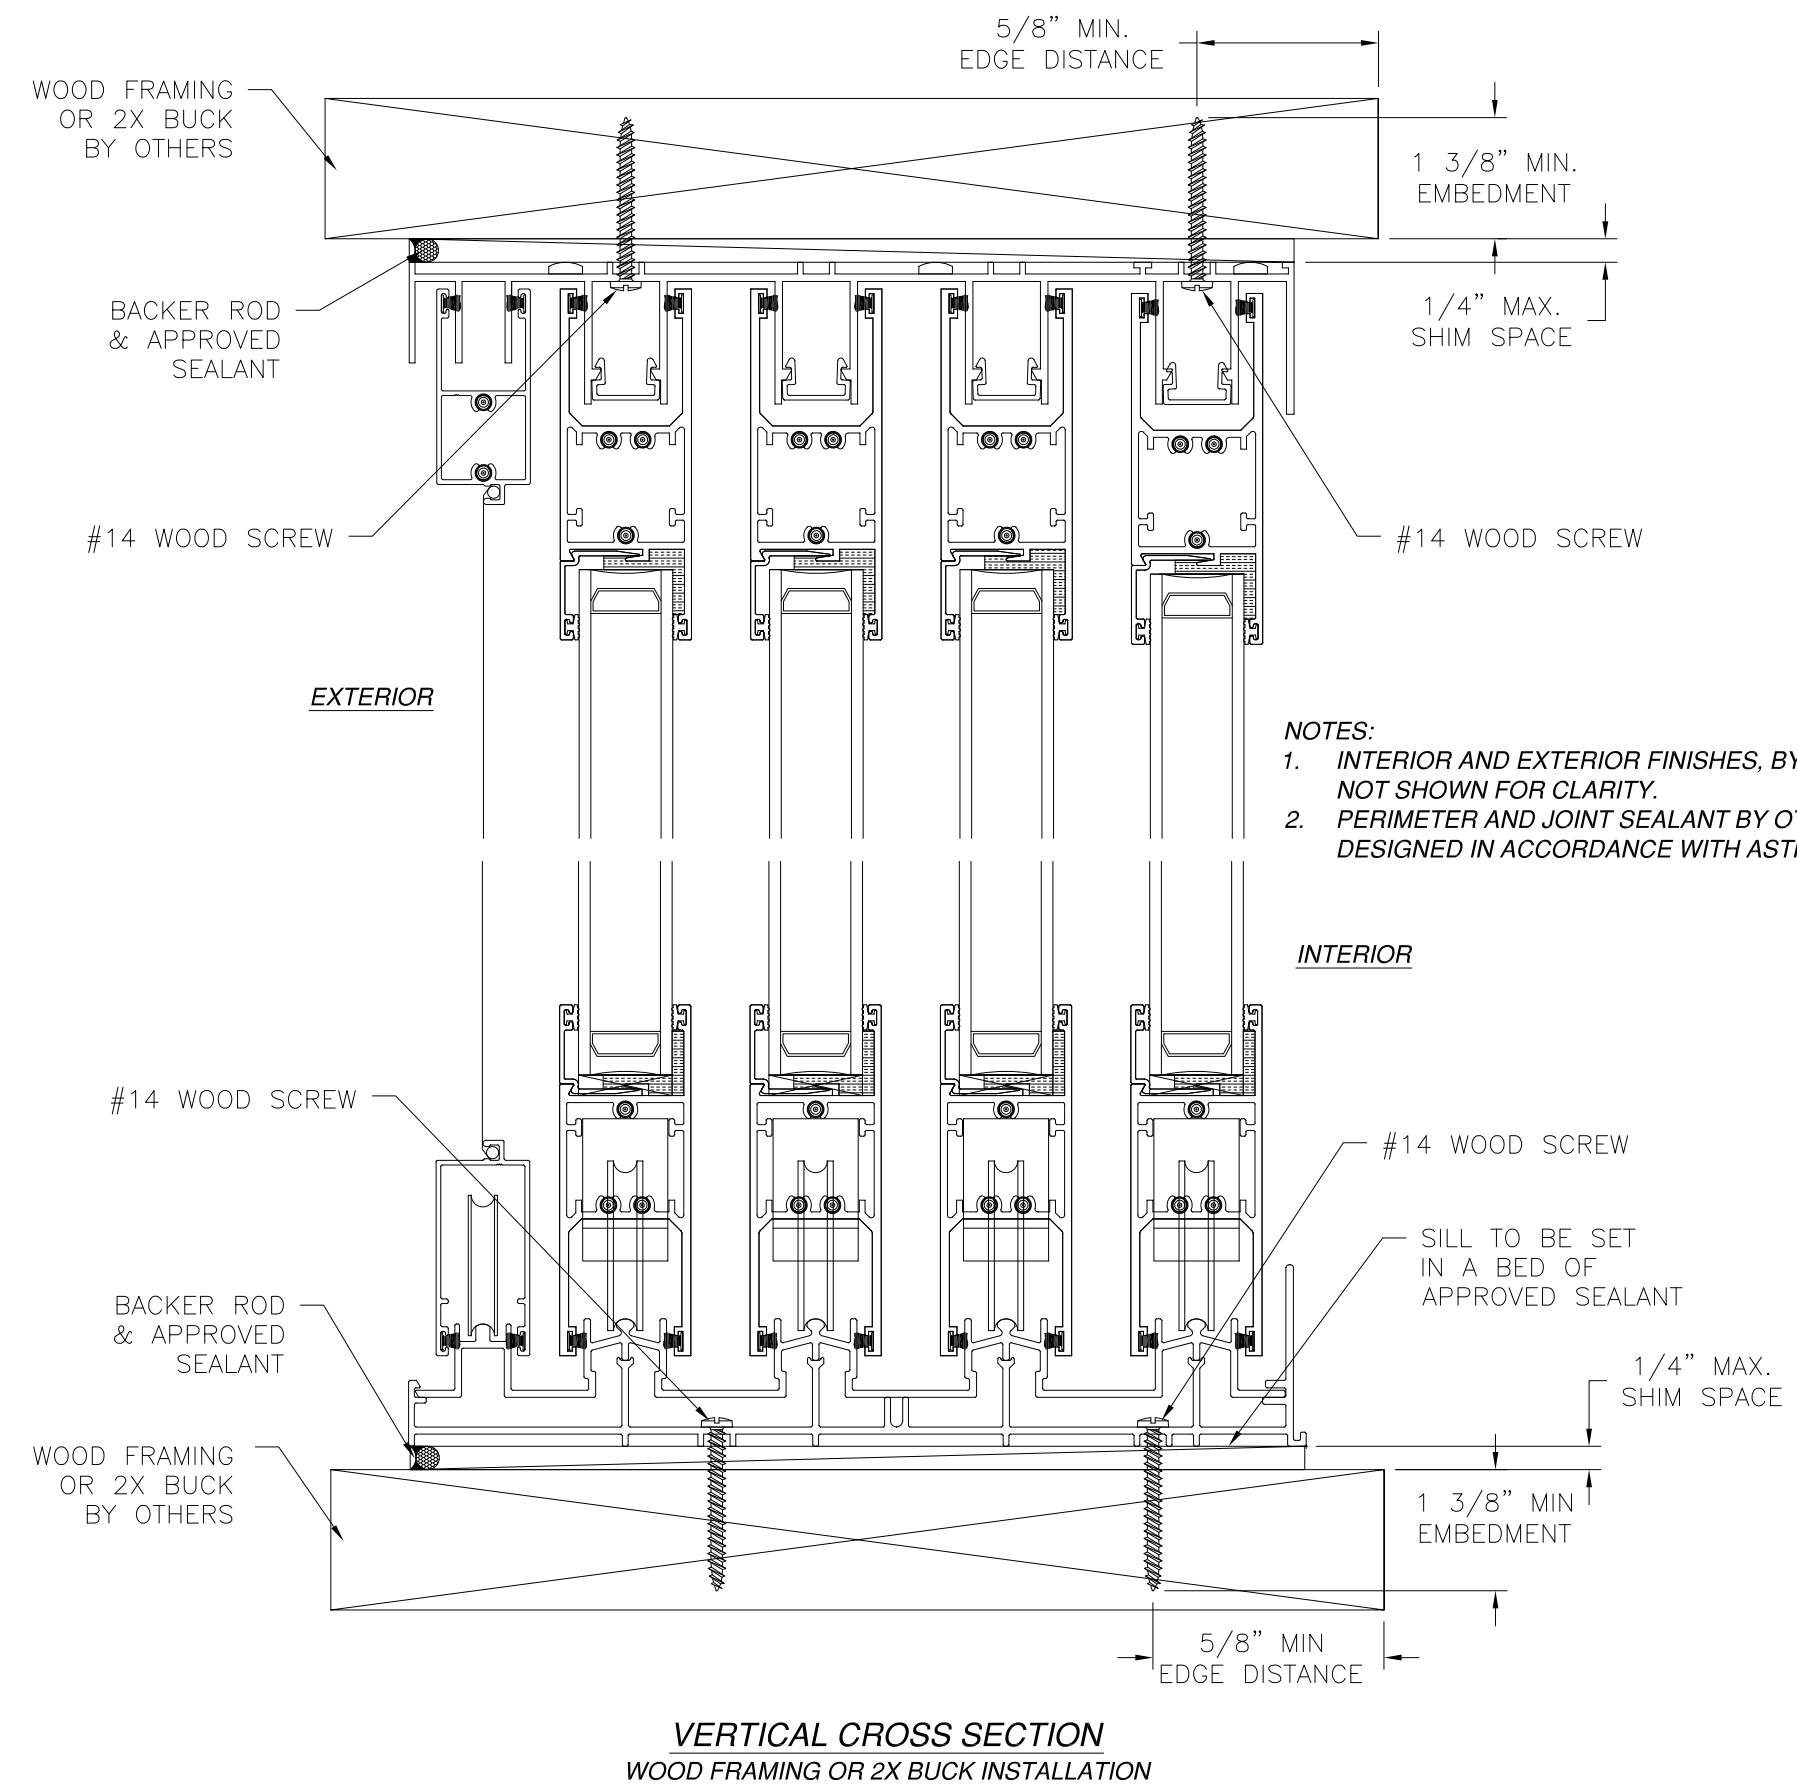 5/8” MIN.
EDGE DISTANCE
WOOD FRAMING
OR 2X BUCK
BY OTHERS
1 3/8” MIN.
EMBEDMENT
BACKER ROD
& APPROVED
SEALANT
1/4” MAX.
SHIM SPACE
#14 WOOD SCREW
#14 WOOD SCREW
EXTERIOR
NOTES:
1. INTERIOR AND EXTERIOR FINISHES, BY
NOT SHOWN FOR CLARITY.
2. PERIMETER AND JOINT SEALANT BY
DESIGNED IN ACCORDANCE WITH
INTERIOR
#14 WOOD SCREW
#14 WOOD SCREW
SILL TO BE SET
IN A BED OF
APPROVED SEALANT
BACKER ROD
& APPROVED
SEALANT
1/4” MAX.
SHIM SPACE
WOOD FRAMING
OR 2X BUCK
BY OTHERS
1 3/8” MIN
EMBEDMENT
5/8” MIN
EDGE DISTANCE
VERTICAL CROSS SECTION
WOOD FRAMING OR 2X BUCK INSTALLATION